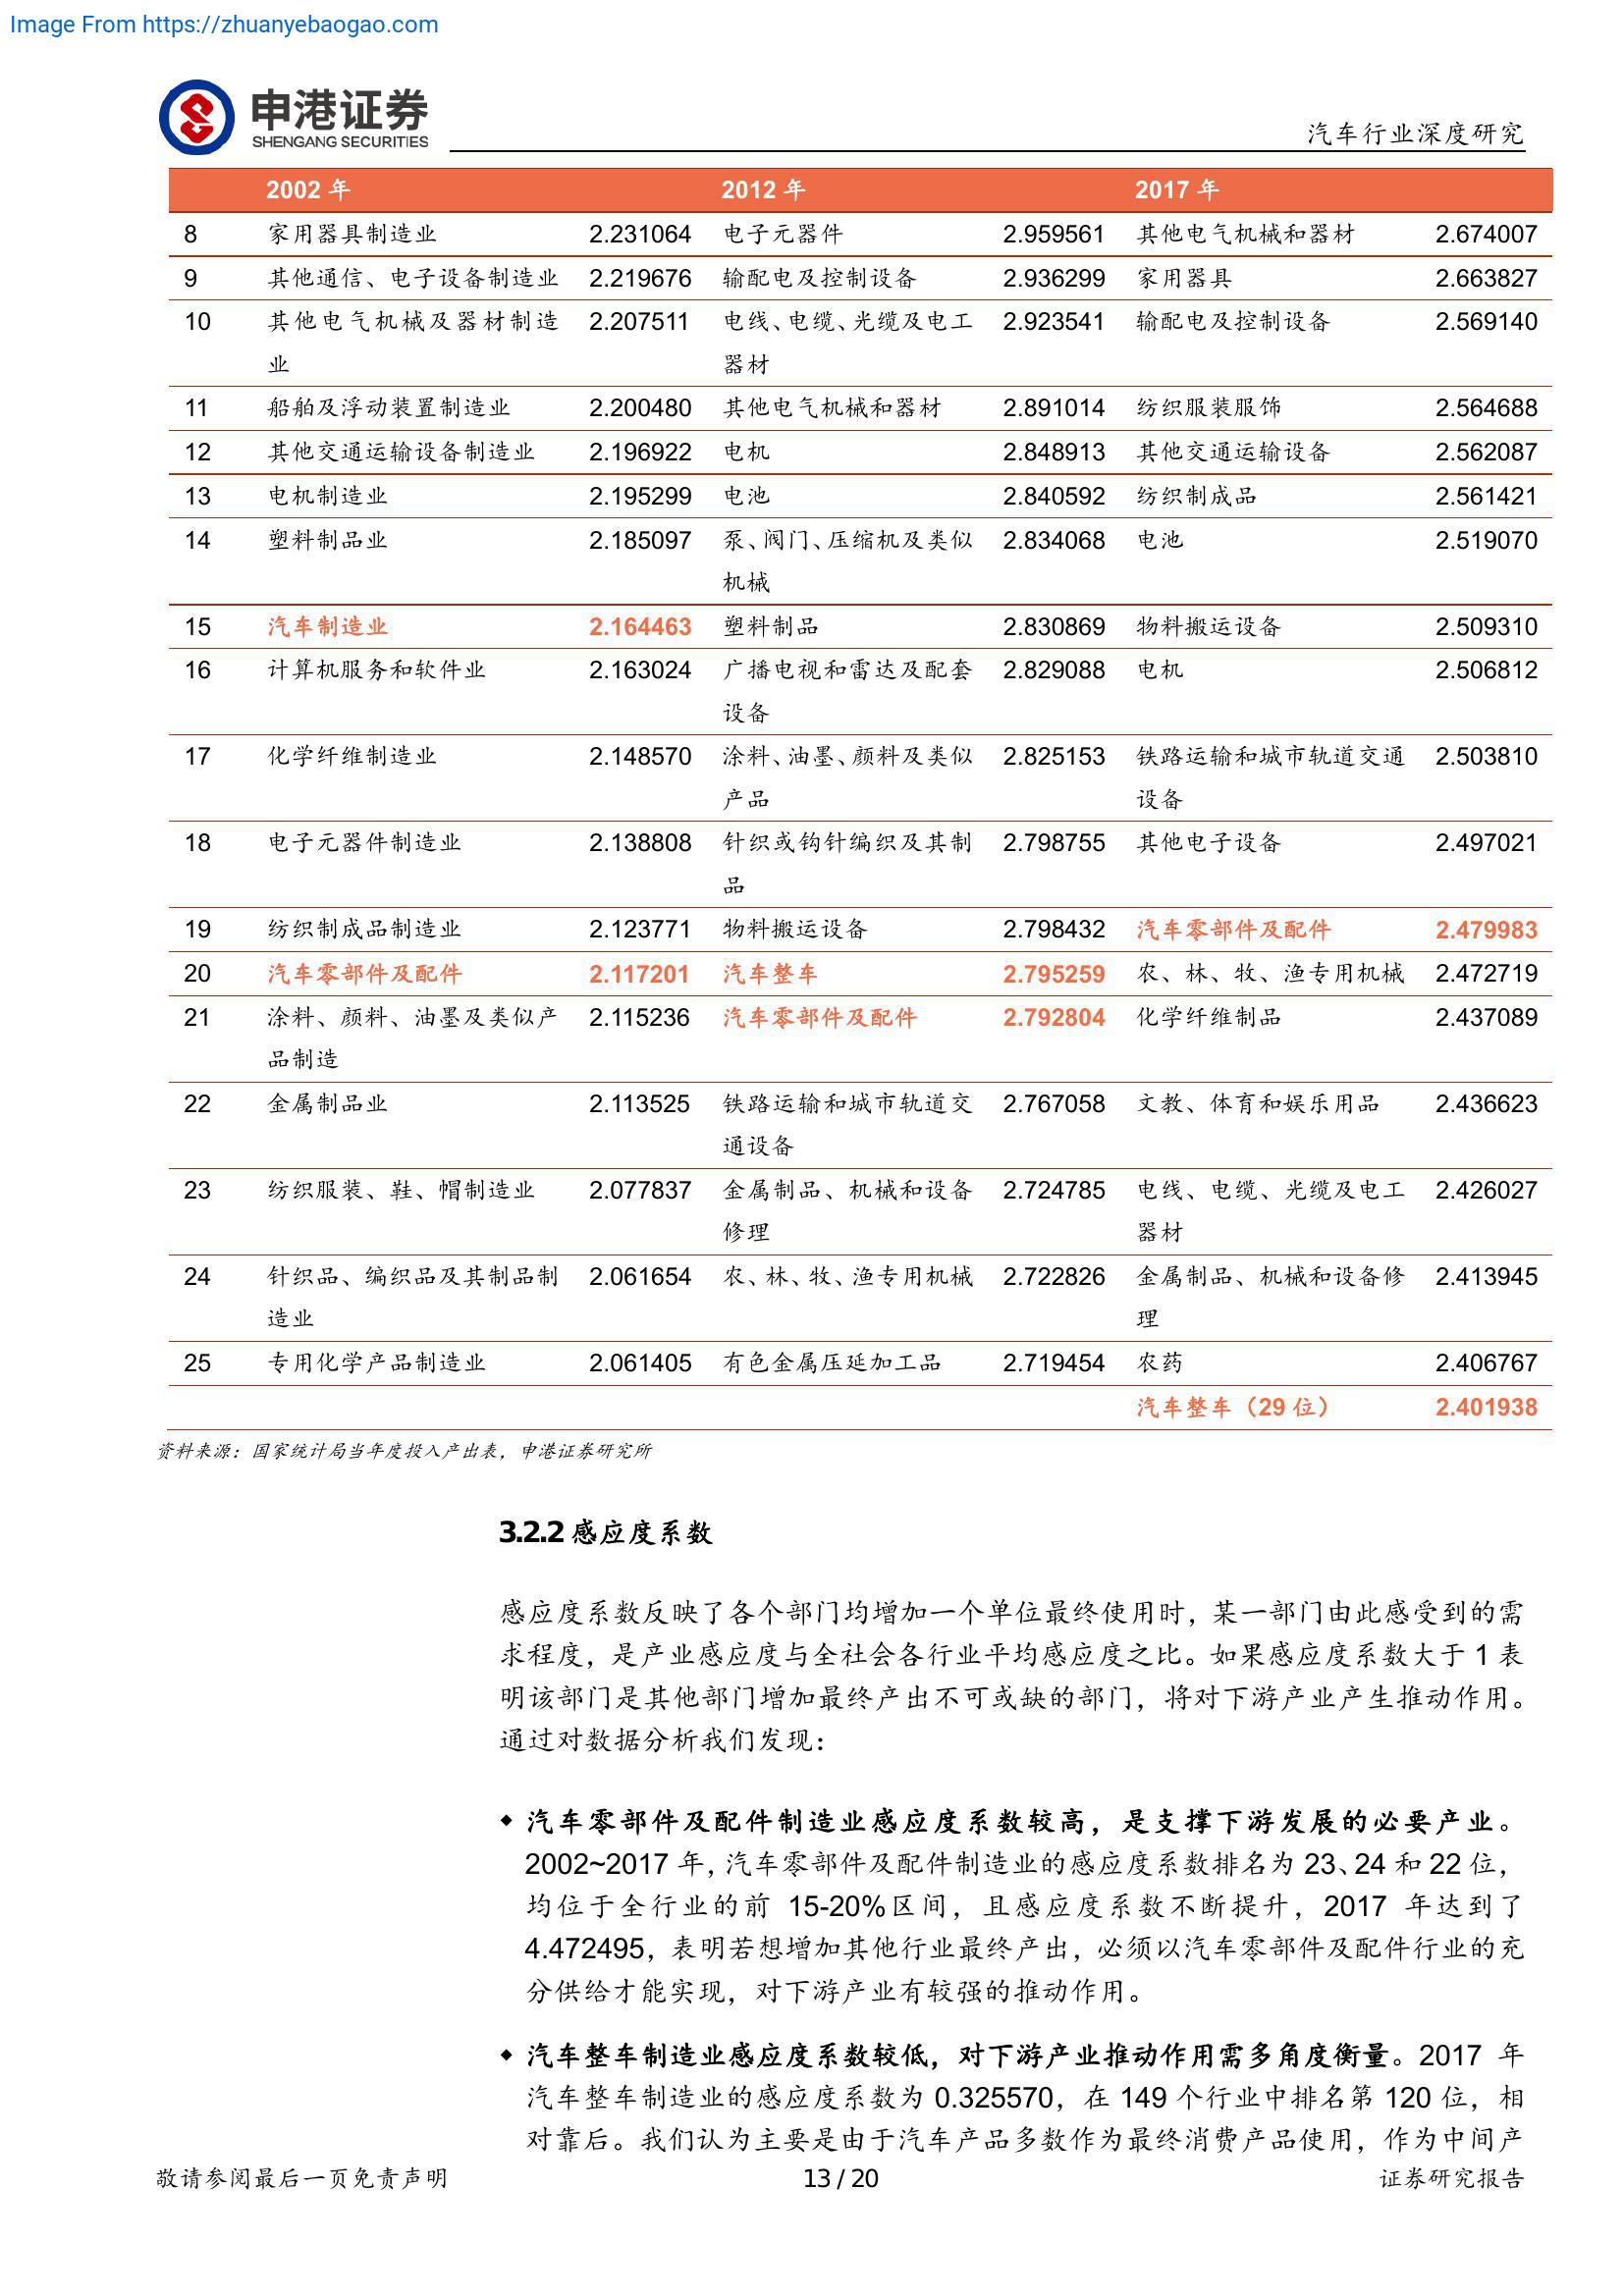 Image From https://zhuanyebaogao.com
申港证券
SHENGANG SECURITIES
汽车行业深度研究
2002 年 2012 年 2017 年
8 家用器具制造业 2.231064 电子元器件 2.959561 其他电气机械和器材 2.674007
9 其他通信、电子设备制造业 2.219676 输配电及控制设备 2.936299 家用器具 2.663827
10 其他电气机械及器材制造 2.207511 电线、电缆、光缆及电工 2.923541 输配电及控制设备 2.569140
业 器材
11 船舶及浮动装置制造业 2.200480 其他电气机械和器材 2.891014 纺织服装服饰 2.564688
12 其他交通运输设备制造业 2.196922 电机 2.848913 其他交通运输设备 2.562087
13 电机制造业 2.195299 电池 2.840592 纺织制成品 2.561421
14 塑料制品业 2.185097 泵、阀门、压缩机及类似 2.834068 电池 2.519070
机械
15 汽车制造业 2.164463 塑料制品 2.830869 物料搬运设备 2.509310
16 计算机服务和软件业 2.163024 广播电视和雷达及配套 2.829088 电机 2.506812
设备
17 化学纤维制造业 2.148570 涂料、油墨、颜料及类似 2.825153 铁路运输和城市轨道交通 2.503810
产品 设备
18 电子元器件制造业 2.138808 针织或钩针编织及其制 2.798755 其他电子设备 2.497021
品
19 纺织制成品制造业 2.123771 物料搬运设备 2.798432 汽车零部件及配件 2.479983
20 汽车零部件及配件 2.117201 汽车整车 2.795259 农、林、牧、渔专用机械 2.472719
21 涂料、颜料、油墨及类似产 2.115236 汽车零部件及配件 2.792804 化学纤维制品 2.437089
品制造
22 金属制品业 2.113525 铁路运输和城市轨道交 2.767058 文教、体育和娱乐用品 2.436623
通设备
23 纺织服装、鞋、帽制造业 2.077837 金属制品、机械和设备 2.724785 电线、电缆、光缆及电工 2.426027
修理 器材
24 针织品、编织品及其制品制 2.061654 农、林、牧、渔专用机械 2.722826 金属制品、机械和设备修 2.413945
造业 理
25 专用化学产品制造业 2.061405 有色金属压延加工品 2.719454 农药 2.406767
汽车整车（29 位） 2.401938
资料来源：国家统计局当年度投入产出表，申港证券研究所
3.2.2 感应度系数
感应度系数反映了各个部门均增加一个单位最终使用时，某一部门由此感受到的需
求程度，是产业感应度与全社会各行业平均感应度之比。如果感应度系数大于 1 表
明该部门是其他部门增加最终产出不可或缺的部门，将对下游产业产生推动作用。
通过对数据分析我们发现：
◆ 汽车零部件及配件制造业感应度系数较高，是支撑下游发展的必要产业。
2002~2017 年，汽车零部件及配件制造业的感应度系数排名为 23、24 和 22 位，
均位于全行业的前 15-20%区间，且感应度系数不断提升，2017 年达到了
4.472495，表明若想增加其他行业最终产出，必须以汽车零部件及配件行业的充
分供给才能实现，对下游产业有较强的推动作用。
◆ 汽车整车制造业感应度系数较低，对下游产业推动作用需多角度衡量。2017 年
汽车整车制造业的感应度系数为 0.325570，在 149 个行业中排名第 120 位，相
对靠后。我们认为主要是由于汽车产品多数作为最终消费产品使用，作为中间产
敬请参阅最后一页免责声明 13 / 20 证券研究报告